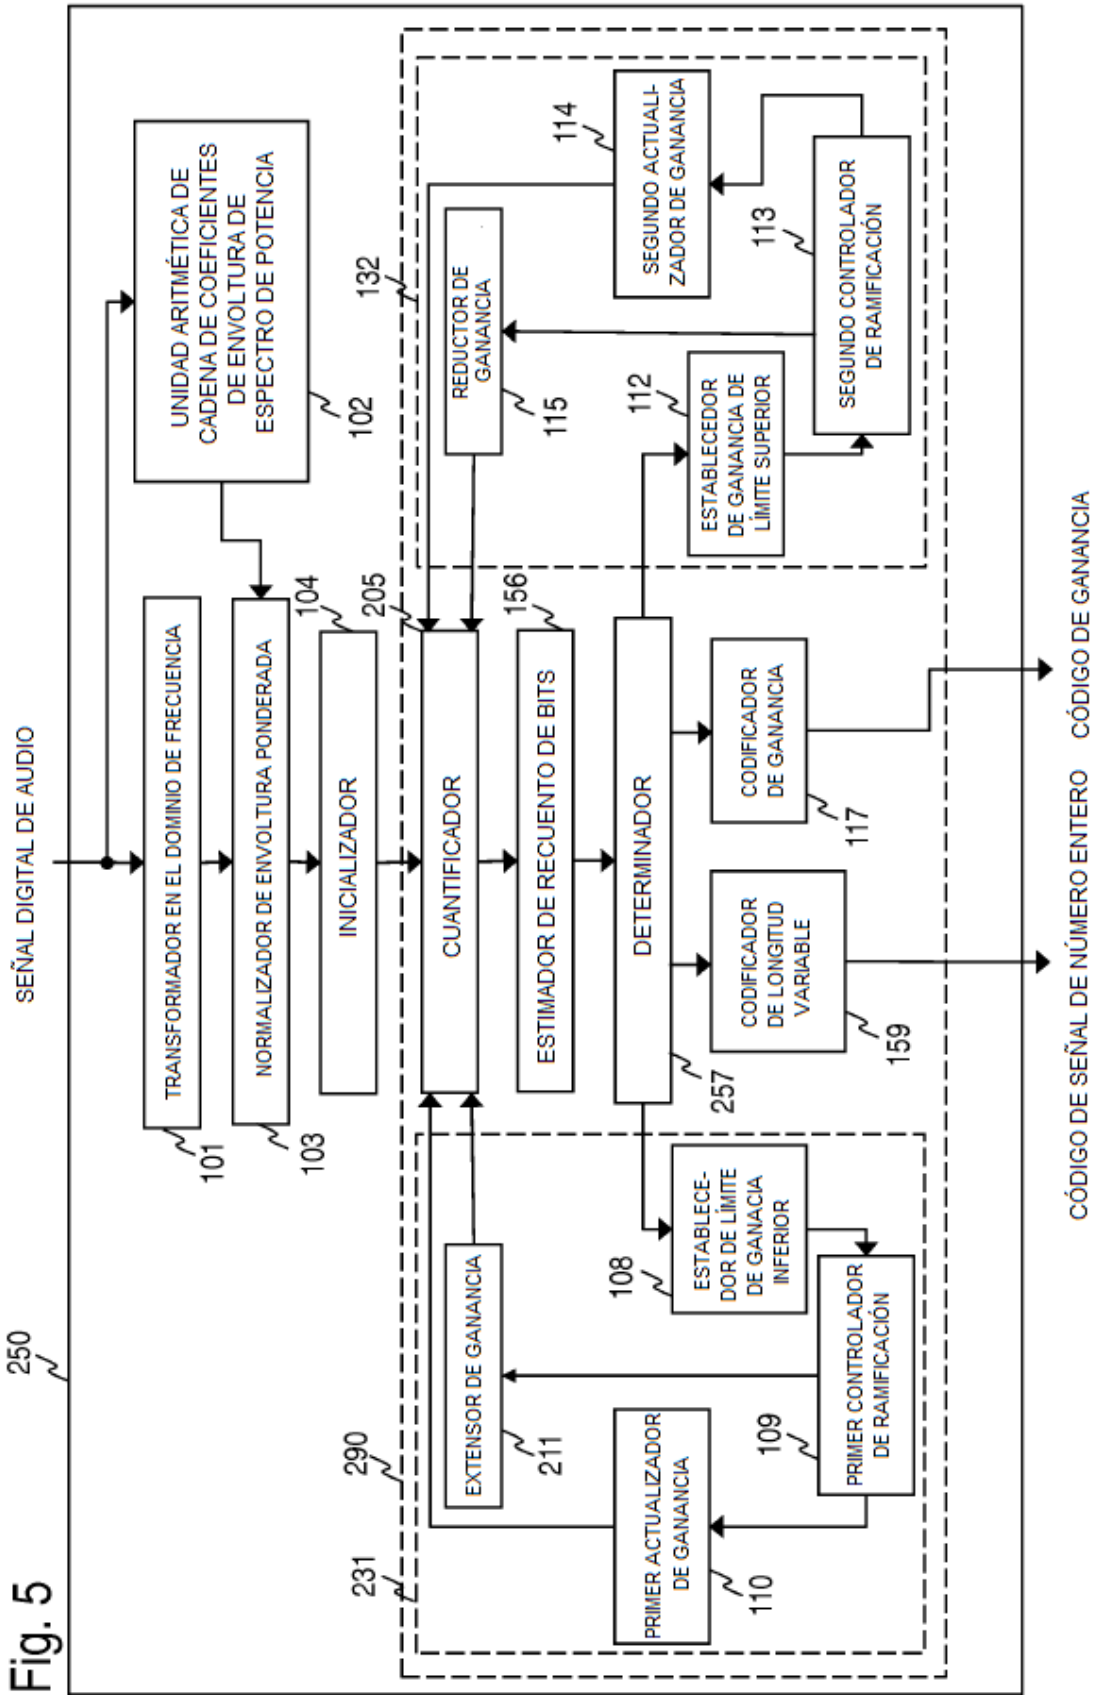 Fig. 5
250
SEÑAL DIGITAL DE AUDIO
TRANSFORMADOR EN EL DOMINIO DE FRECUENCIA
101
UNIDAD ARITMÉTICA DE
CADENA DE COEFICIENTES
DE ENVOLTURA DE
ESPECTRO DE POTENCIA
102
NORMALIZADOR DE ENVOLTURA PONDERADA
103
INICIALIZADOR
104
290
231
132
CUANTIFICADOR
205
EXTENSOR DE GANANCIA
211
REDUCTOR DE
GANANCIA
115
ESTIMADOR DE RECUENTO DE BITS
156
PRIMER ACTUALIZADOR
DE GANANCIA
110
SEGUNDO ACTUALI-
ZADOR DE GANANCIA
114
DETERMINADOR
257
ESTABLECE-
DOR DE LÍMITE
DE GANACIA
INFERIOR
108
ESTABLECEDOR
DE GANANCIA DE
LÍMITE SUPERIOR
112
CODIFICADOR
DE LONGITUD
VARIABLE
159
CODIFICADOR
DE GANANCIA
117
PRIMER CONTROLADOR
DE RAMIFICACIÓN
109
SEGUNDO CONTROLADOR
DE RAMIFICACIÓN
113
CÓDIGO DE SEÑAL DE NÚMERO ENTERO
CÓDIGO DE GANANCIA